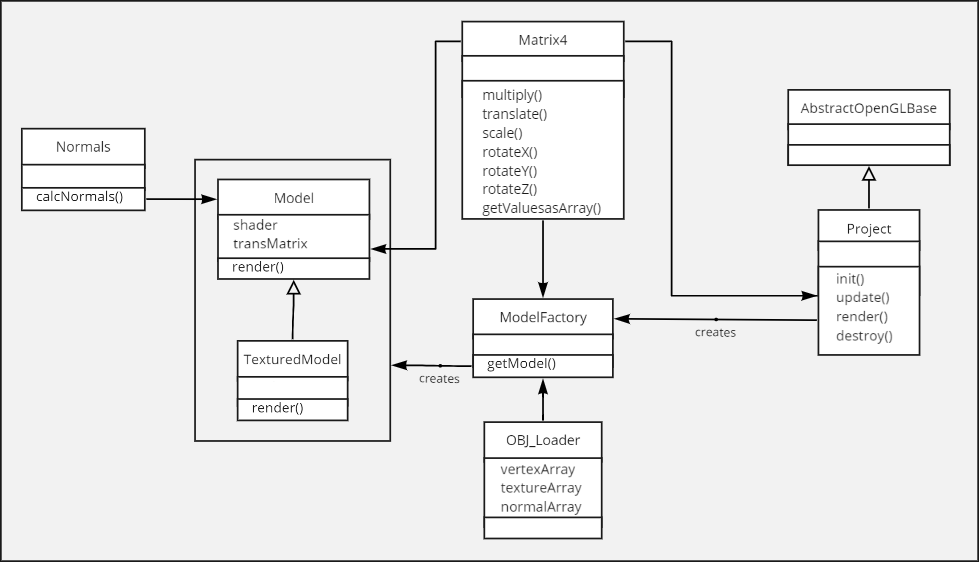 Matrix4
multiply()
translate()
scale()
rotateX()
rotateY()
rotateZ()
getValuesasArray()
AbstractOpenGLBase
Normals
calcNormals()
Model
shader
transMatrix
render()
Project
init()
update()
render()
destroy()
ModelFactory
getModel()
creates
TexturedModel
render()
creates
OBJ_Loader
vertexArray
textureArray
normalArray